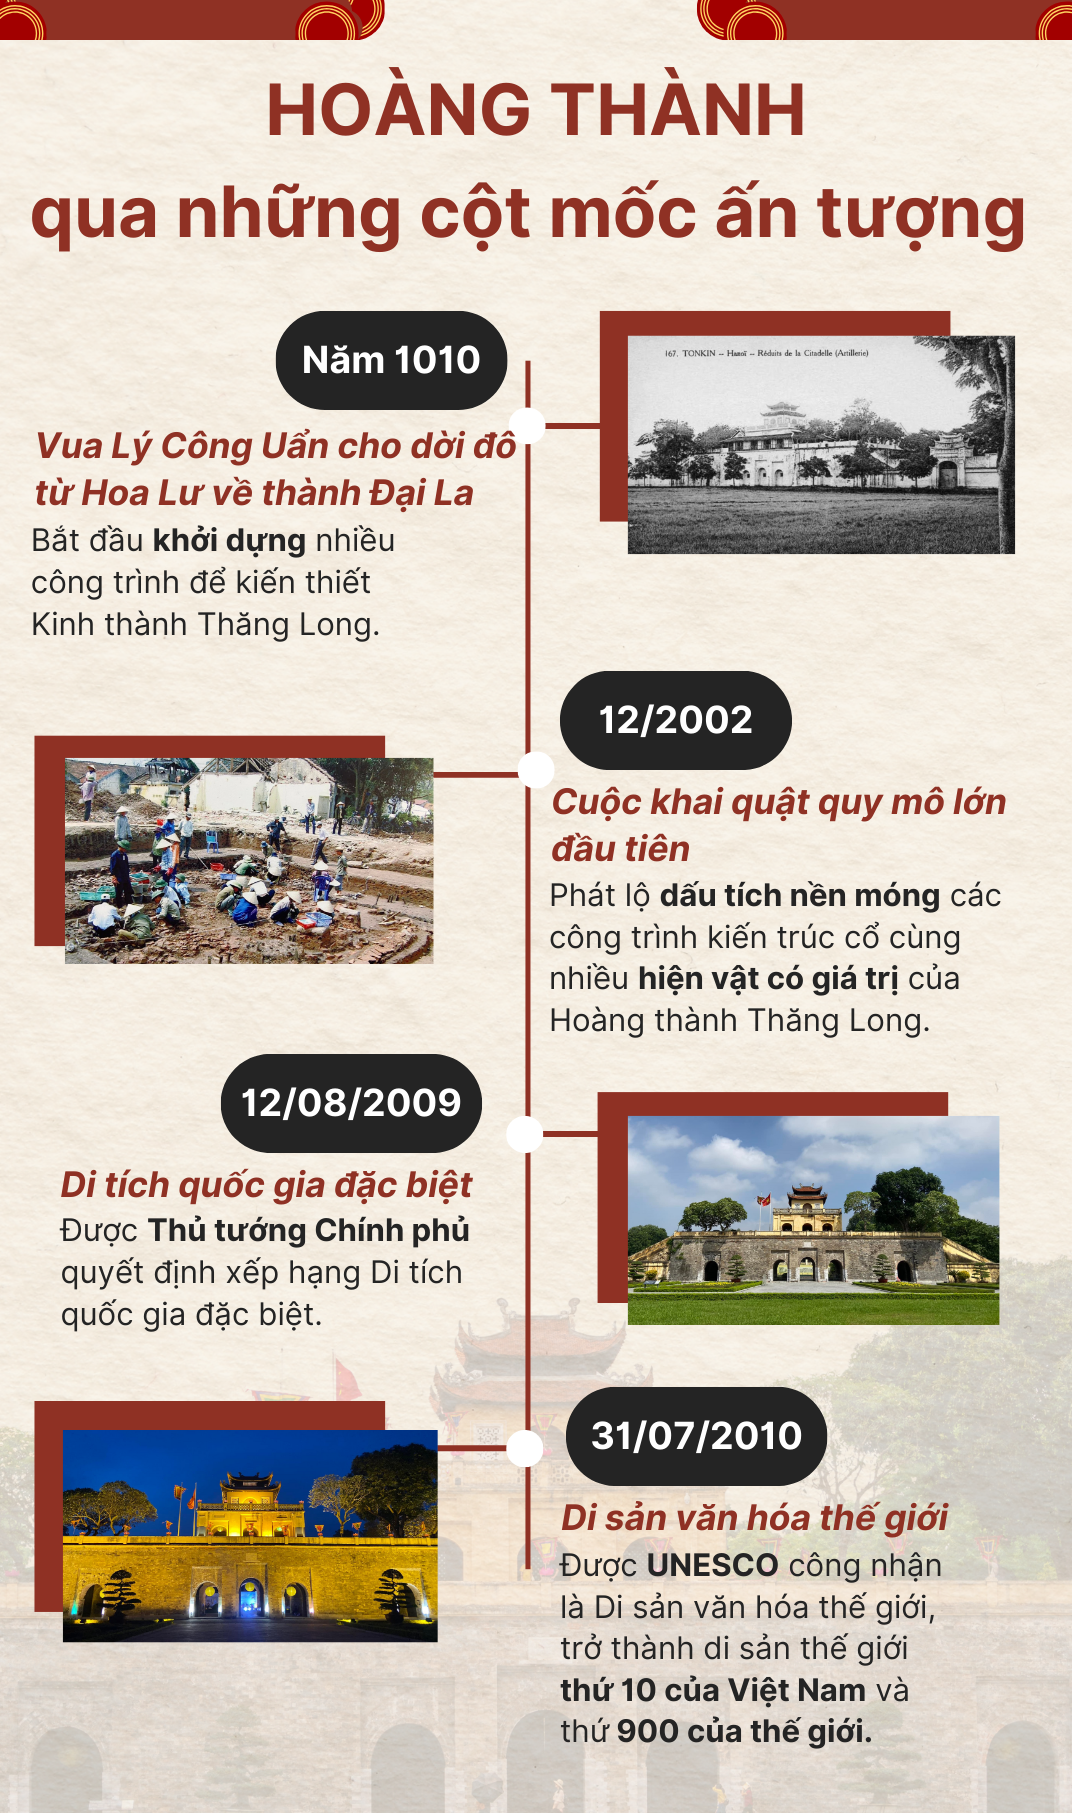 HOÀNG THÀNH
qua những cột mốc ấn tượng
Năm 1010
167. TONKIN — Hanoï — Réduits de la Citadelle (Artillerie)
Vua Lý Công Uẩn cho dời đô
từ Hoa Lư về thành Đại La
Bắt đầu khởi dựng nhiều
công trình để kiến thiết
Kinh thành Thăng Long.
12/2002
Cuộc khai quật quy mô lớn
đầu tiên
Phát lộ dấu tích nền móng các
công trình kiến trúc cổ cùng
nhiều hiện vật có giá trị của
Hoàng thành Thăng Long.
12/08/2009
Di tích quốc gia đặc biệt
Được Thủ tướng Chính phủ
quyết định xếp hạng Di tích
quốc gia đặc biệt.
31/07/2010
Di sản văn hóa thế giới
Được UNESCO công nhận
là Di sản văn hóa thế giới,
trở thành di sản thế giới
thứ 10 của Việt Nam và
thứ 900 của thế giới.